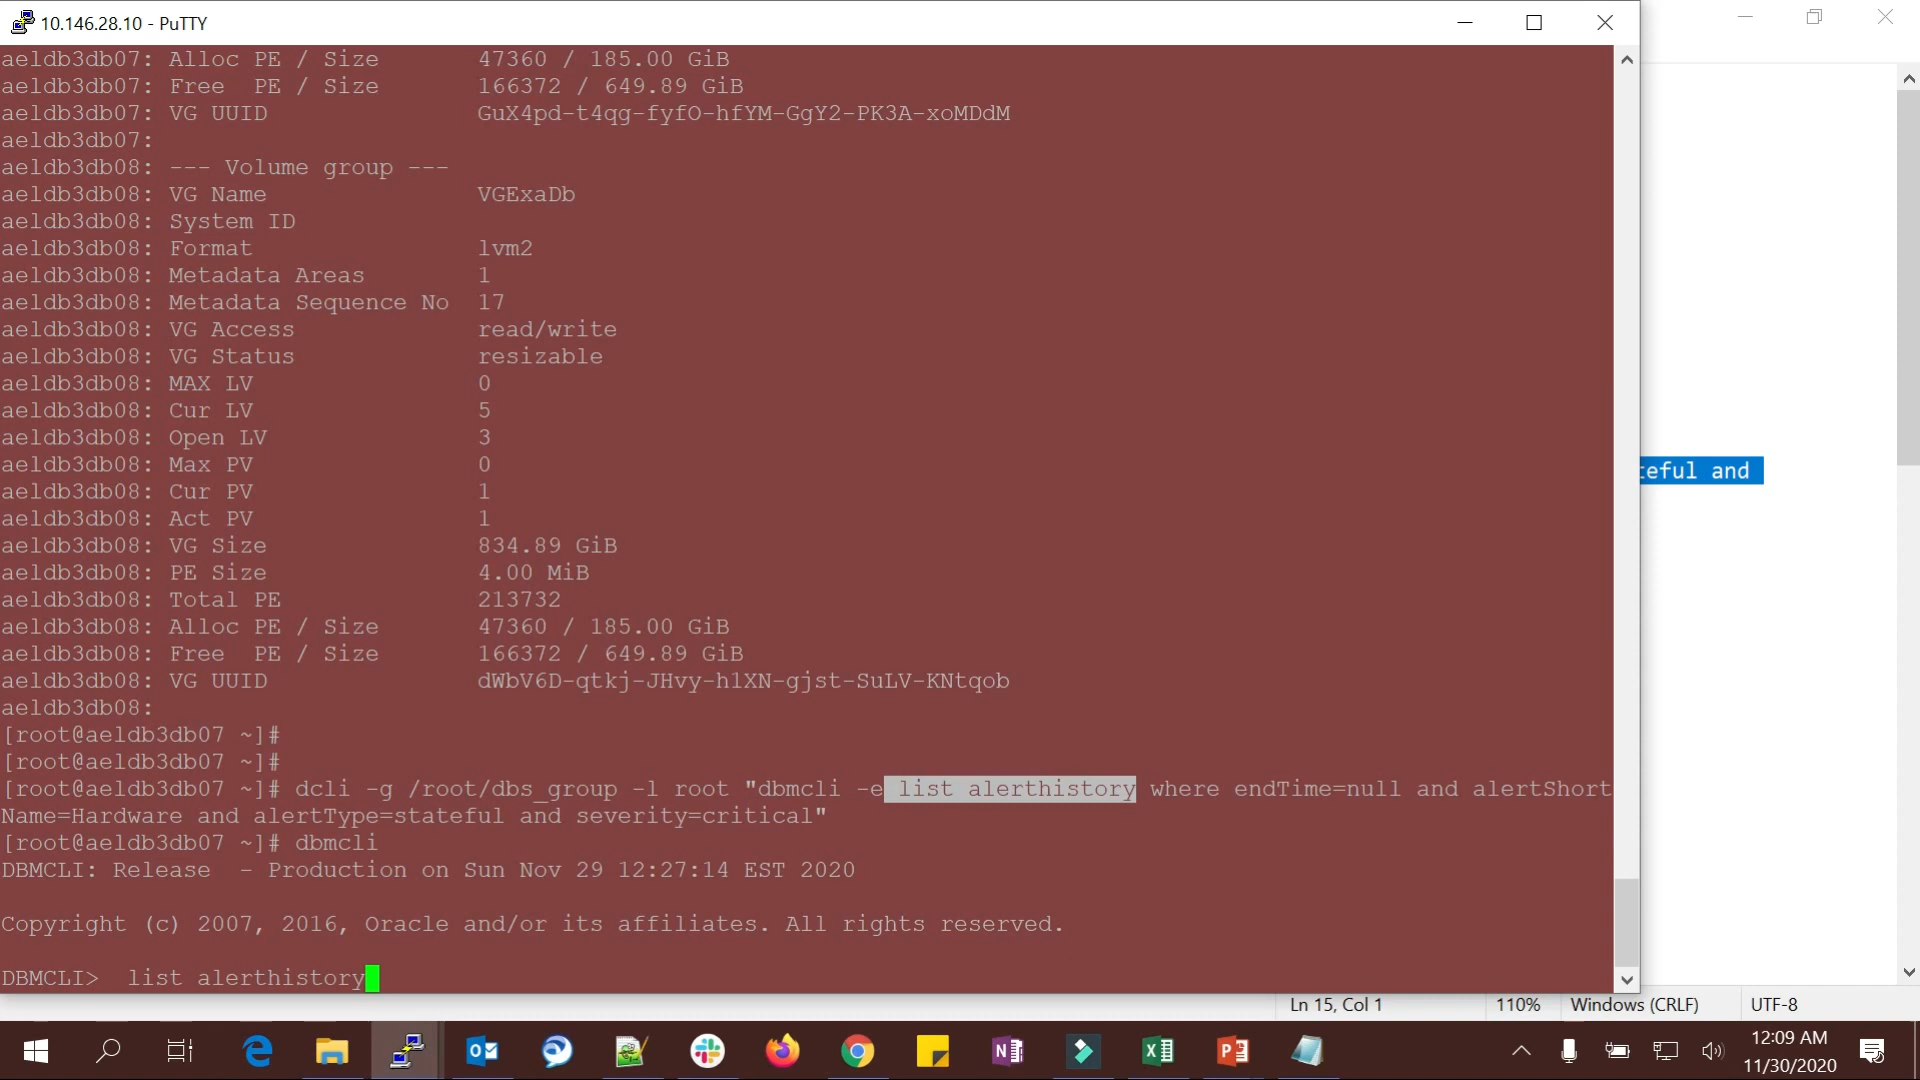 10.146.28.10 - PuTTY
aeldb3db07: Alloc PE / Size 47360 / 185.00 GiB
aeldb3db07: Free PE / Size 166372 / 649.89 GiB
aeldb3db07: VG UUID GuX4pd-t4qg-fyfO-hfYM-GgY2-PK3A-xoMDdM
aeldb3db07:
aeldb3db08: --- Volume group ---
aeldb3db08: VG Name VGExaDb
aeldb3db08: System ID
aeldb3db08: Format lvm2
aeldb3db08: Metadata Areas 1
aeldb3db08: Metadata Sequence No 17
aeldb3db08: VG Access read/write
aeldb3db08: VG Status resizable
aeldb3db08: MAX LV 0
aeldb3db08: Cur LV 5
aeldb3db08: Open LV 3
aeldb3db08: Max PV 0
aeldb3db08: Cur PV 1
teful and
aeldb3db08: Act PV 1
aeldb3db08: VG Size 834.89 GiB
aeldb3db08: PE Size 4.00 MiB
aeldb3db08: Total PE 213732
aeldb3db08: Alloc PE / Size 47360 / 185.00 GiB
aeldb3db08: Free PE / Size 166372 / 649.89 GiB
aeldb3db08: VG UUID dWbV6D-qtkj-JHvy-h1XN-gjst-SuLV-KNtqob
aeldb3db08:
[root@aeldb3db07 ~]#
[root@aeldb3db07 ~]#
[root@aeldb3db07 ~]# dcli -g /root/dbs_group -l root "dbmcli -e list alerthistory where endTime=null and alertShort
Name=Hardware and alertType=stateful and severity=critical"
[root@aeldb3db07 ~]# dbmcli
DBMCLI: Release - Production on Sun Nov 29 12:27:14 EST 2020
Copyright (c) 2007, 2016, Oracle and/or its affiliates. All rights reserved.
DBMCLI> list alerthistory
Ln 15, Col 1 110% Windows (CRLF) UTF-8
12:09 AM
11/30/2020